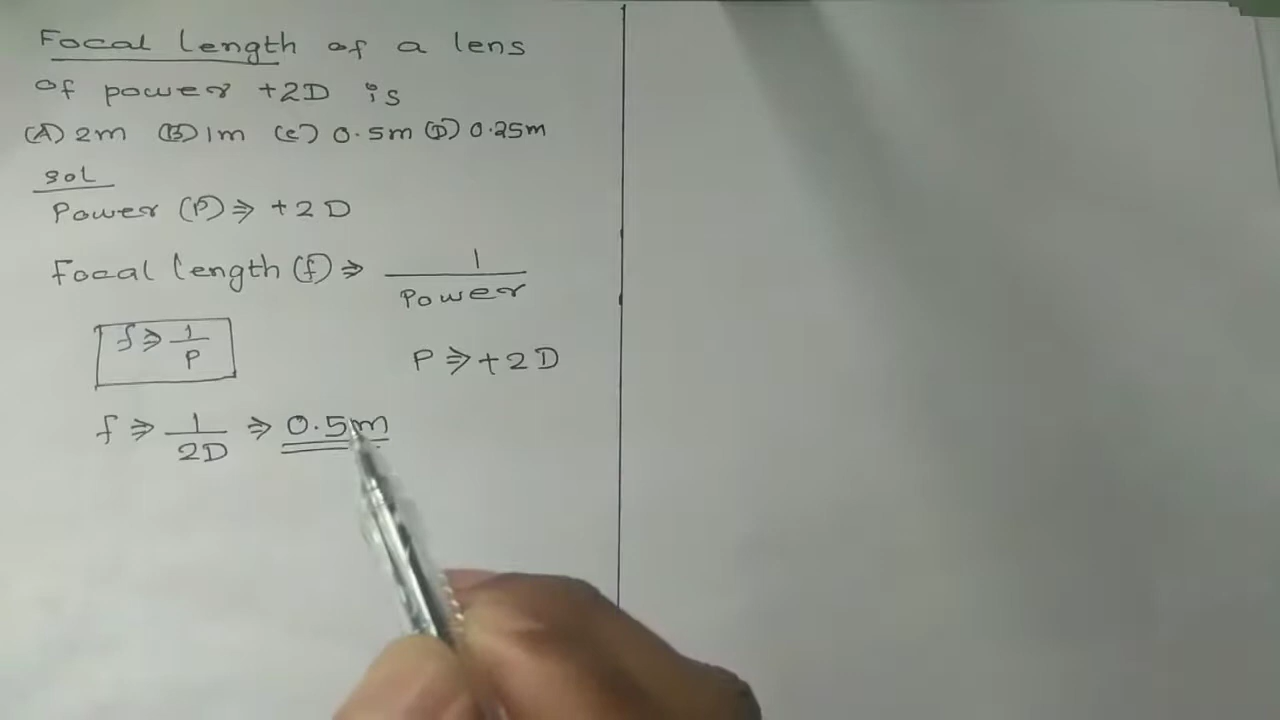 Focal length of a lens
of power +2D is
(A) 2m (B) 1m (C) 0.5m (D) 0.25m
sol
Power (P) ⇒ +2D
Focal length (f) ⇒ 1/Power
f ⇒ 1/P
P ⇒ +2D
f ⇒ 1/2D ⇒ 0.5m